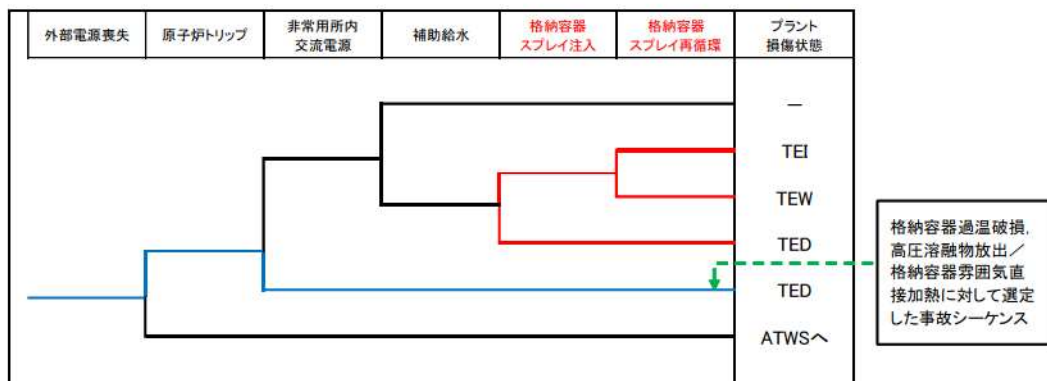 外部電源喪失
原子炉トリップ
非常用所内
交流電源
補助給水
格納容器
スプレイ注入
格納容器
スプレイ再循環
プラント
損傷状態
－
TEI
TEW
TED
TED
ATWSへ
格納容器過温破損，
高圧溶融物放出／
格納容器雰囲気直
接加熱に対して選定
した事故シーケンス